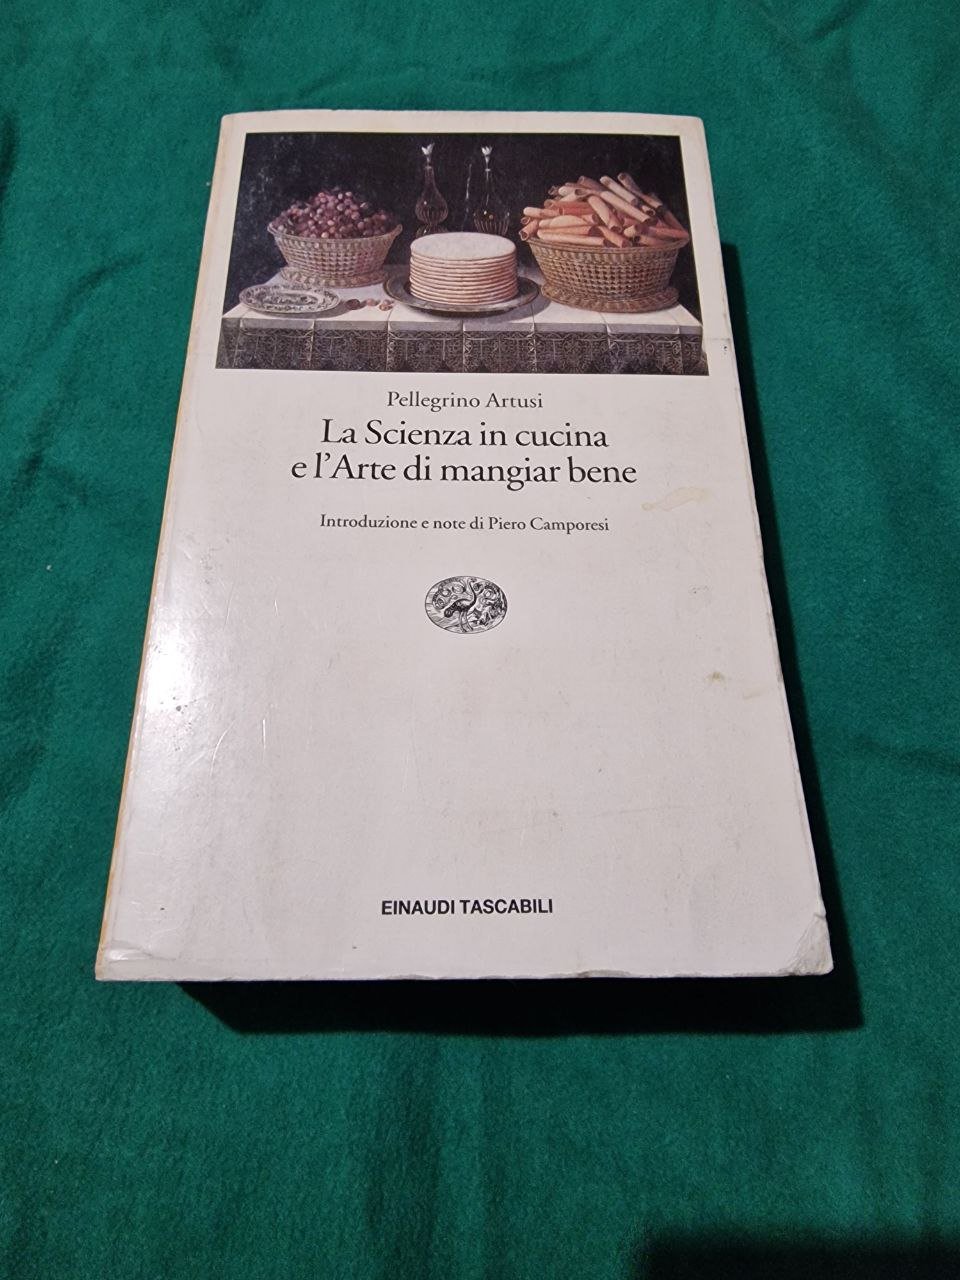 Pellegrino Artusi
La Scienza in cucina
e l'Arte di mangiar bene
Introduzione e note di Piero Camporesi
EINAUDI TASCABILI